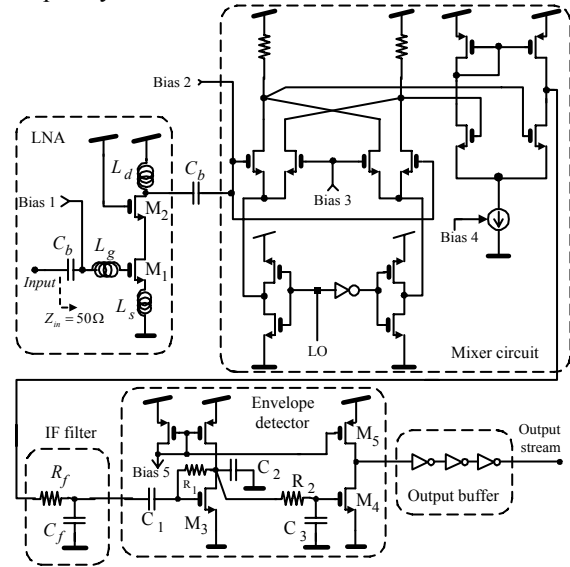 Bias 2
LNA
L_d
C_b
Bias 1
M_2
Bias 3
C_b
L_g
M_1
Bias 4
Input
L_s
Z_in = 50Ω
LO
Mixer circuit
Envelope
detector
IF filter
M_5
Output
stream
Bias 5
R_f
C_2
R_1
R_2
M_4
C_1
M_3
Output buffer
C_f
C_3